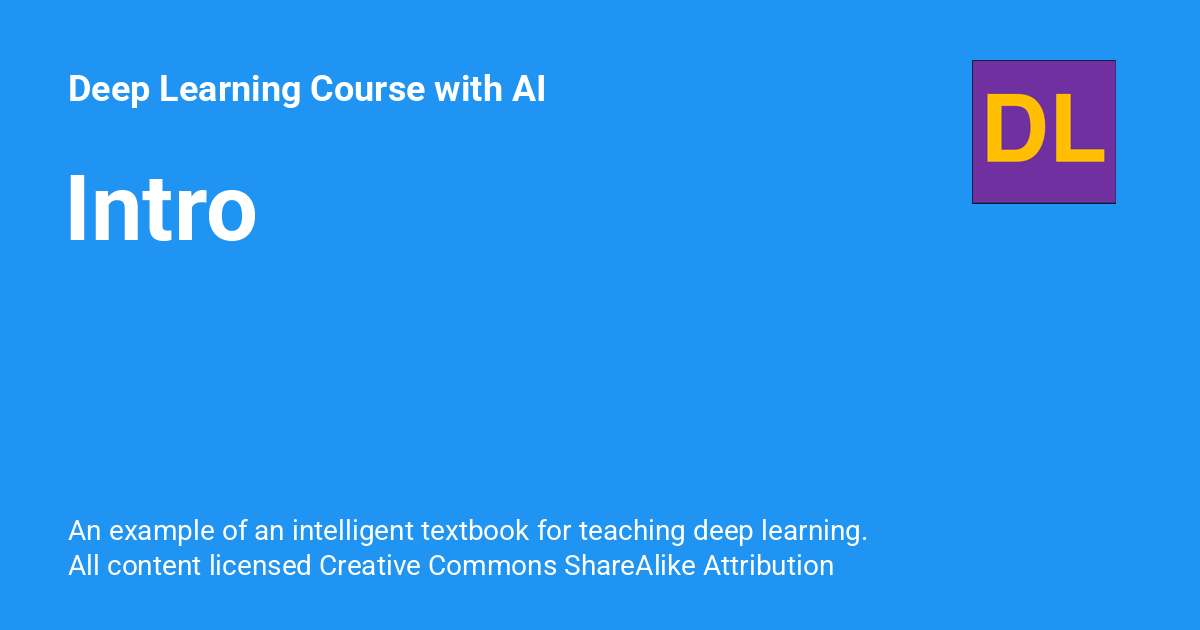 Deep Learning Course with AI
DL
Intro
An example of an intelligent textbook for teaching deep learning.
All content licensed Creative Commons ShareAlike Attribution